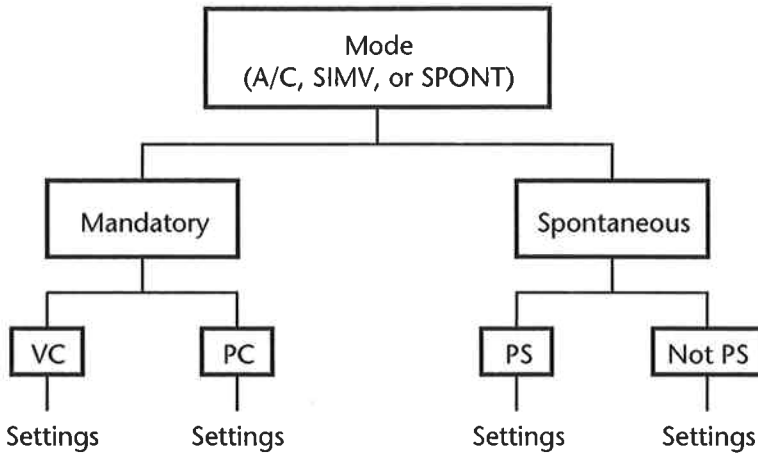 Mode
(A/C, SIMV, or SPONT)
Mandatory
Spontaneous
VC
PC
PS
Not PS
Settings
Settings
Settings
Settings